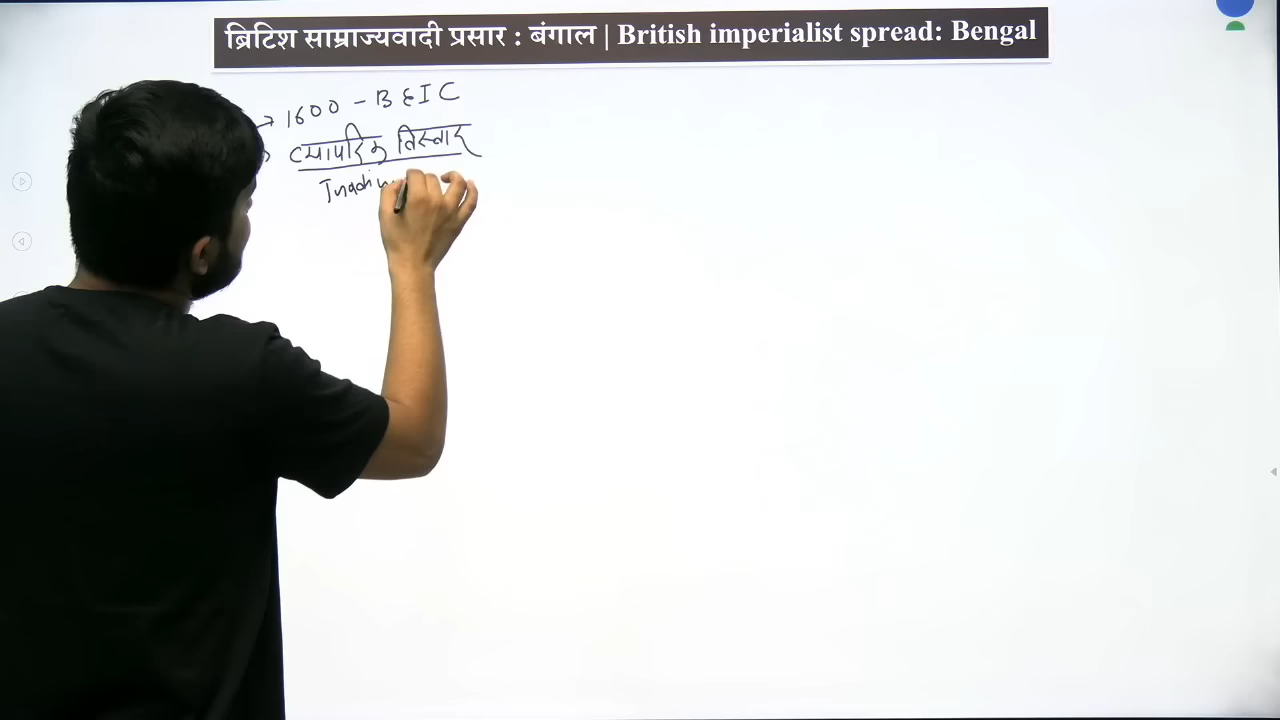 ब्रिटिश साम्राज्यवादी प्रसार : बंगाल | British imperialist spread: Bengal
→ 1600 - BEIC
व्यापारिक विस्तार